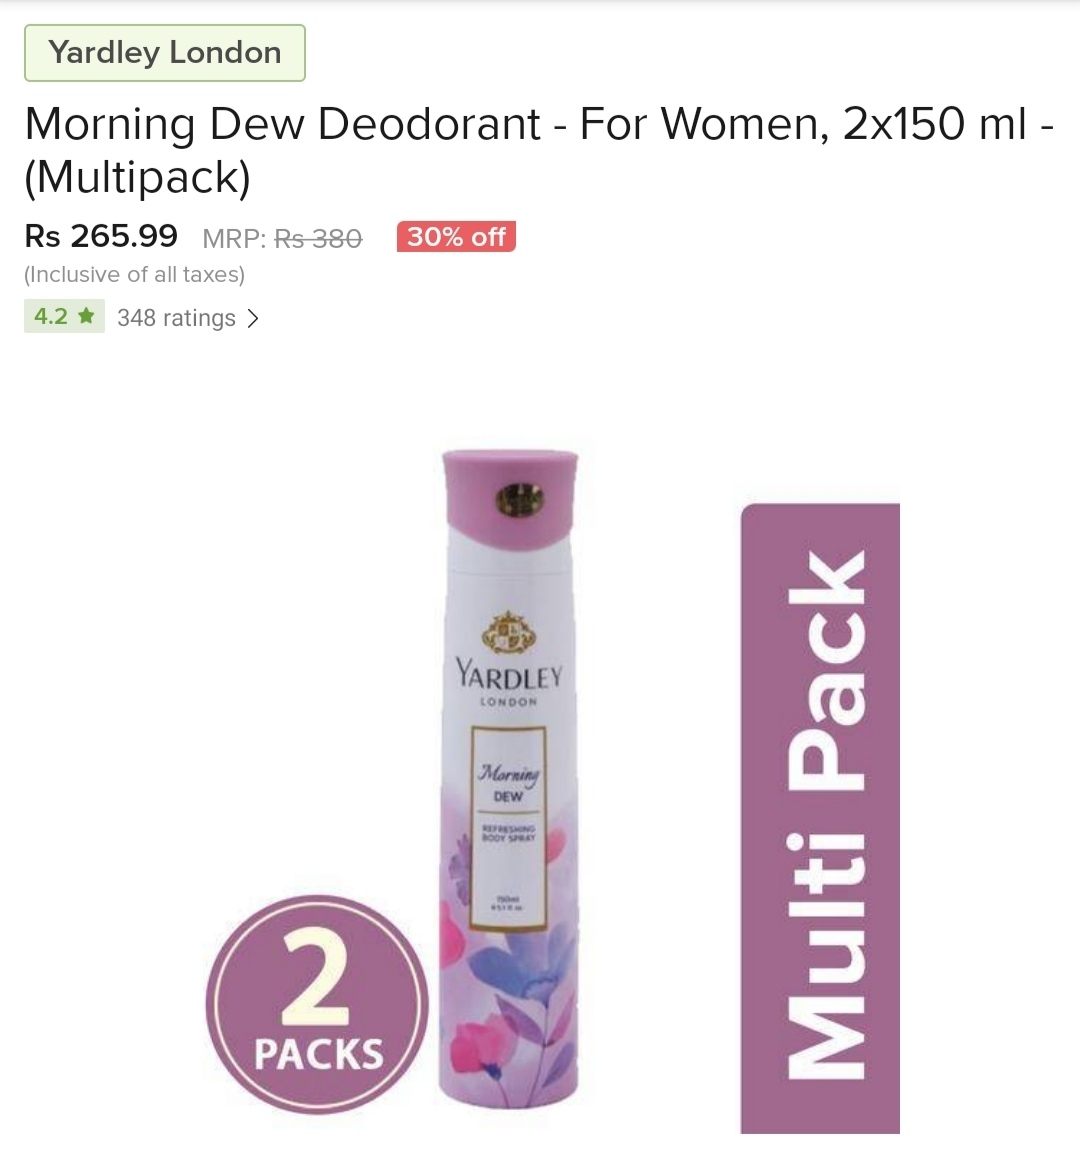 Yardley London
Morning Dew Deodorant - For Women, 2x150 ml -
(Multipack)
Rs 265.99 MRP: Rs 380 30% off
(Inclusive of all taxes)
4.2 ★ 348 ratings >
YARDLEY
LONDON
Morning
DEW
REFRESHING
BODY SPRAY
150ml
2
PACKS
Multi Pack